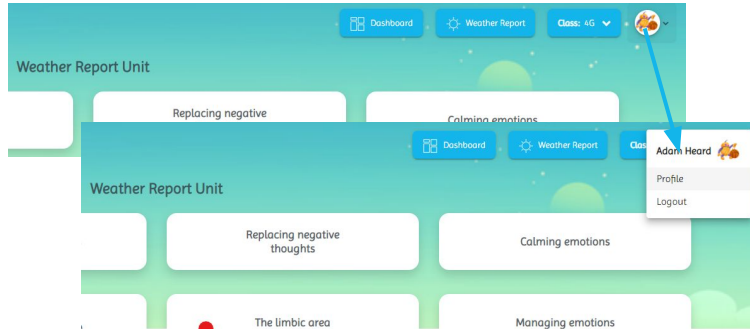 Dashboard
Weather Report
Class: 4G
Weather Report Unit
Replacing negative
Calming emotions
Dashboard
Weather Report
Clas
Adam Heard
Profile
Logout
Weather Report Unit
Replacing negative
thoughts
Calming emotions
The limbic area
Managing emotions